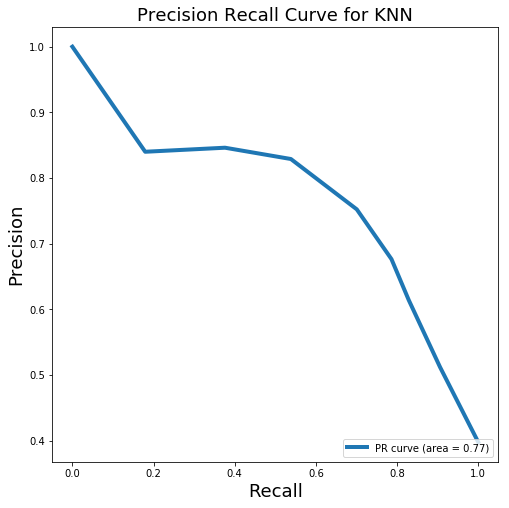 Precision Recall Curve for KNN
1.0
0.9
0.8
0.7
0.6
0.5
0.4
Precision
0.0 0.2 0.4 0.6 0.8 1.0
Recall
PR curve (area = 0.77)